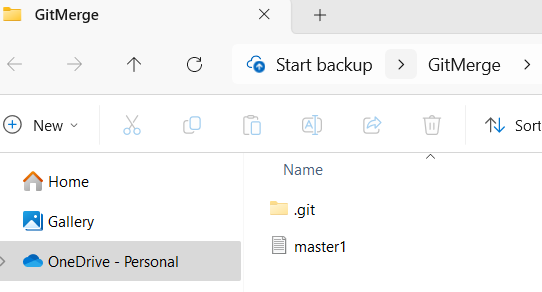 GitMerge
Start backup > GitMerge >
New
Sort
Name
Home
.git
Gallery
master1
OneDrive - Personal